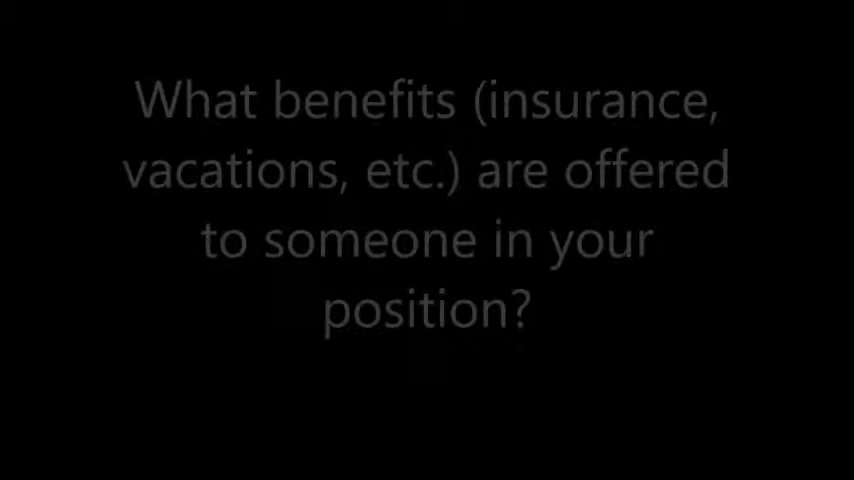 What benefits (insurance,
vacations, etc.) are offered
to someone in your
position?